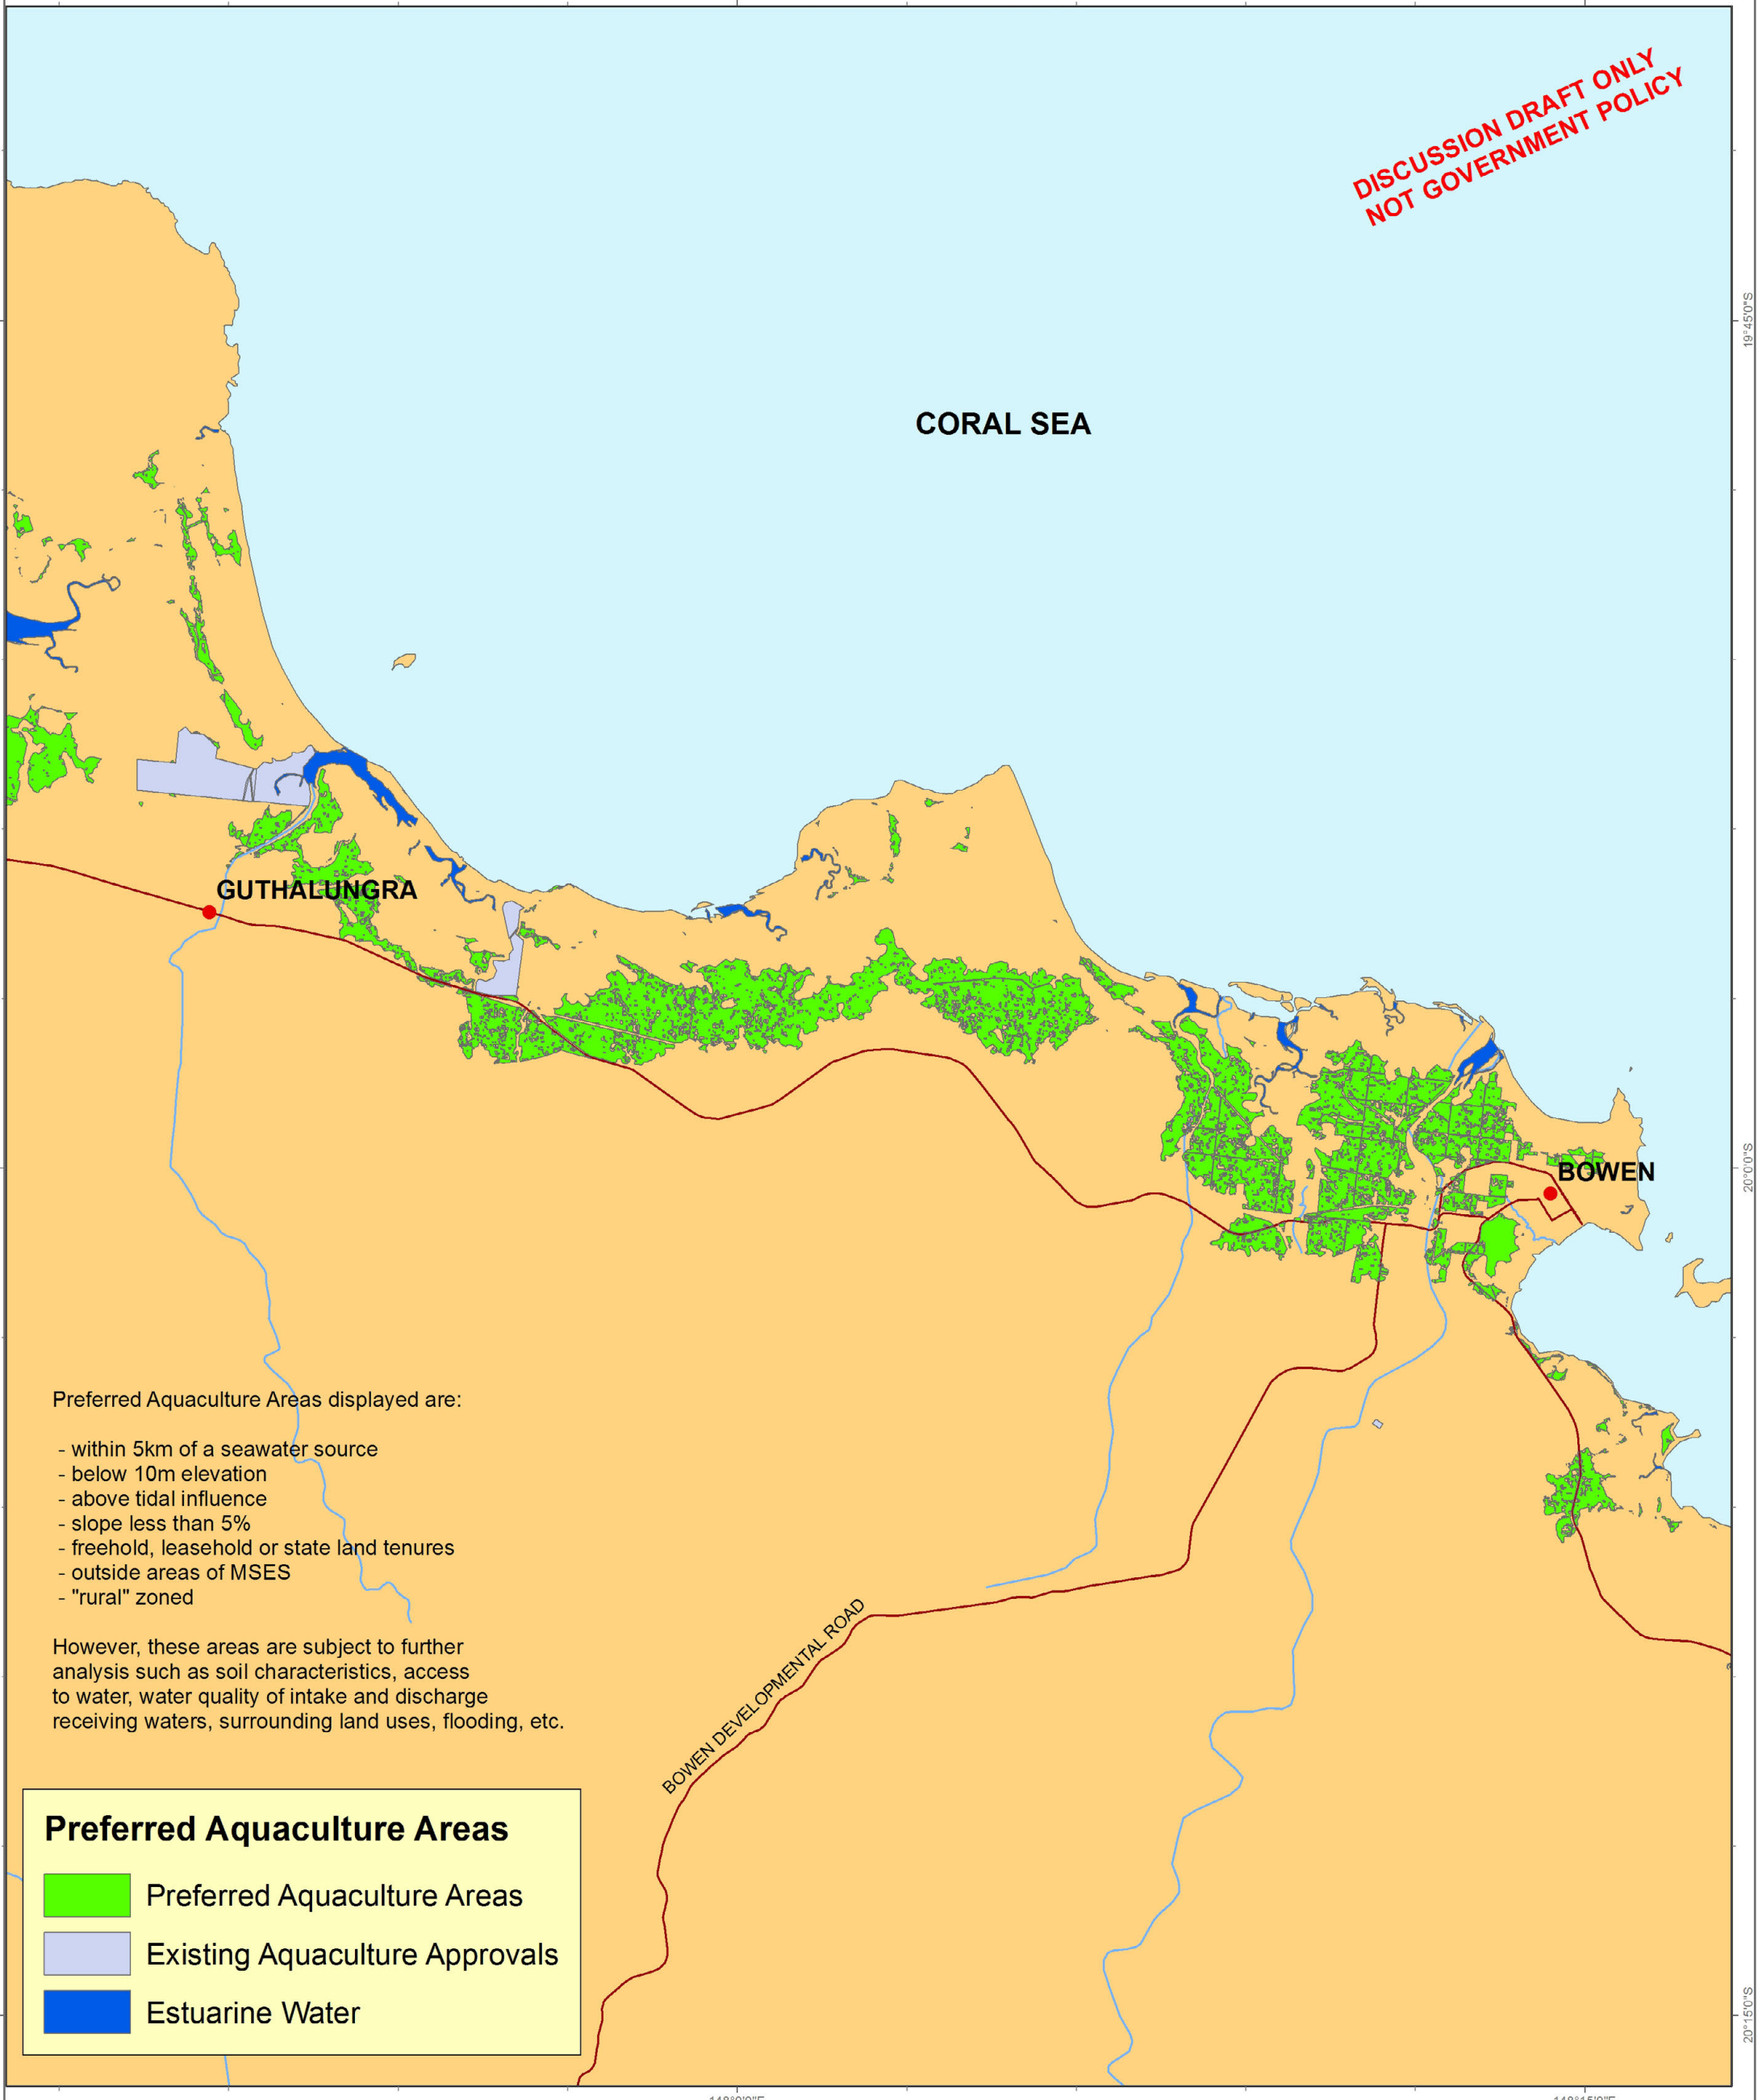 DISCUSSION DRAFT ONLY
NOT GOVERNMENT POLICY
19°45'0"S
CORAL SEA
GUTHALUNGRA
20°0'0"S
BOWEN
Preferred Aquaculture Areas displayed are:
- within 5km of a seawater source
- below 10m elevation
- above tidal influence
- slope less than 5%
- freehold, leasehold or state land tenures
- outside areas of MSES
- "rural" zoned
However, these areas are subject to further
analysis such as soil characteristics, access
to water, water quality of intake and discharge
receiving waters, surrounding land uses, flooding, etc.
BOWEN DEVELOPMENTAL ROAD
Preferred Aquaculture Areas
Preferred Aquaculture Areas
Existing Aquaculture Approvals
Estuarine Water
20°15'0"S